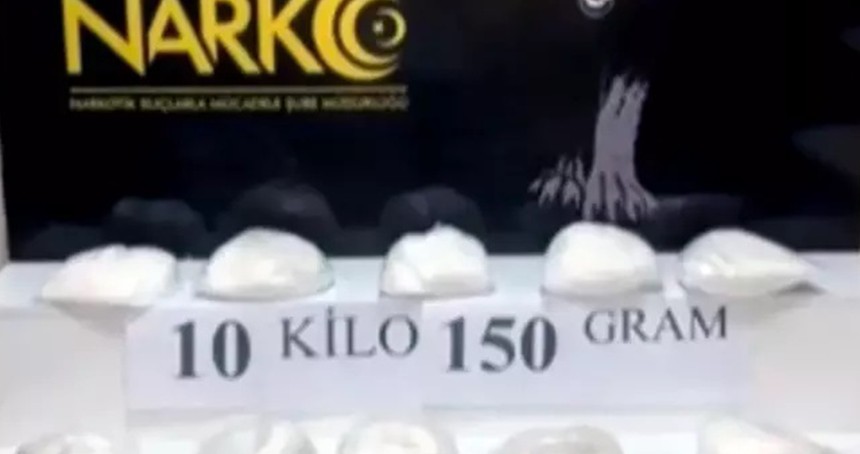 NARKO
NARKOTİK SUÇLARLA MÜCADELE ŞUBE MÜDÜRLÜĞÜ
10 KİLO 150 GRAM